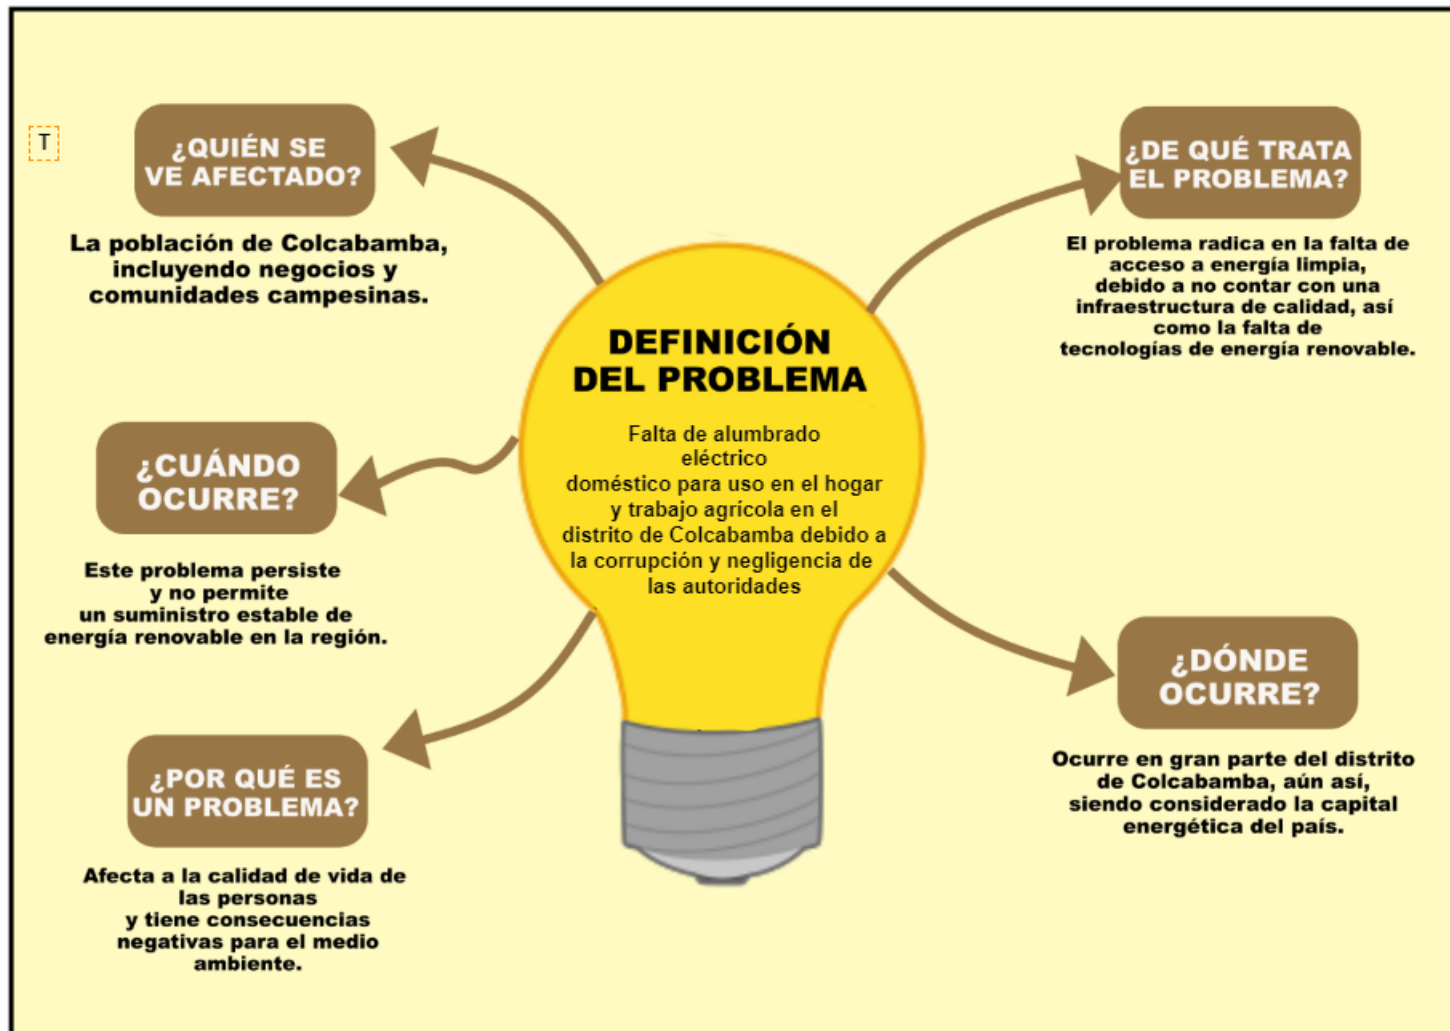 T
¿QUIÉN SE
VE AFECTADO?
La población de Colcabamba,
incluyendo negocios y
comunidades campesinas.
¿CUÁNDO
OCURRE?
Este problema persiste
y no permite
un suministro estable de
energía renovable en la región.
¿POR QUÉ ES
UN PROBLEMA?
Afecta a la calidad de vida de
las personas
y tiene consecuencias
negativas para el medio
ambiente.
DEFINICIÓN
DEL PROBLEMA
Falta de alumbrado
eléctrico
doméstico para uso en el hogar
y trabajo agrícola en el
distrito de Colcabamba debido a
la corrupción y negligencia de
las autoridades
¿DE QUÉ TRATA
EL PROBLEMA?
El problema radica en la falta de
acceso a energía limpia,
debido a no contar con una
infraestructura de calidad, así
como la falta de
tecnologías de energía renovable.
¿DÓNDE
OCURRE?
Ocurre en gran parte del distrito
de Colcabamba, aún así,
siendo considerado la capital
energética del país.